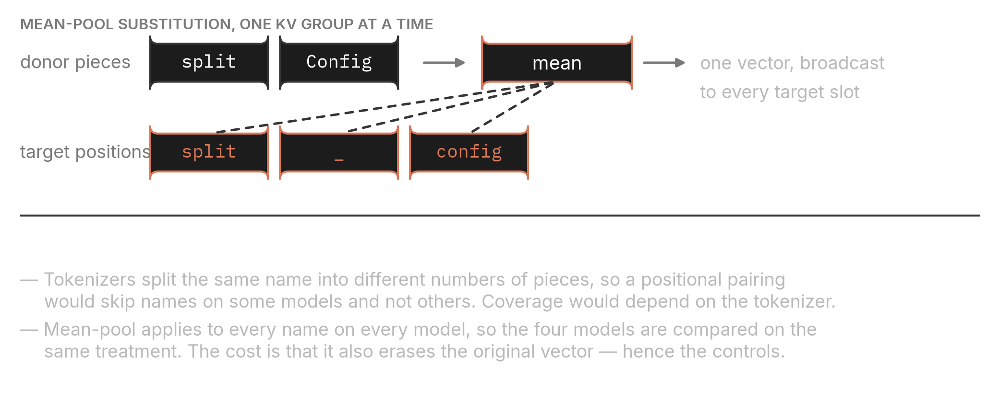 MEAN-POOL SUBSTITUTION, ONE KV GROUP AT A TIME
donor pieces split Config mean one vector, broadcast
to every target slot
target positions split _ config
— Tokenizers split the same name into different numbers of pieces, so a positional pairing
would skip names on some models and not others. Coverage would depend on the tokenizer.
— Mean-pool applies to every name on every model, so the four models are compared on the
same treatment. The cost is that it also erases the original vector — hence the controls.